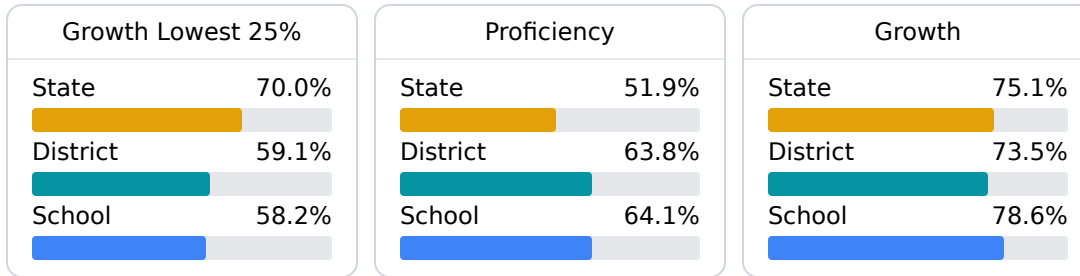 Growth Lowest 25%
State 70.0%
District 59.1%
School 58.2%
Proficiency
State 51.9%
District 63.8%
School 64.1%
Growth
State 75.1%
District 73.5%
School 78.6%